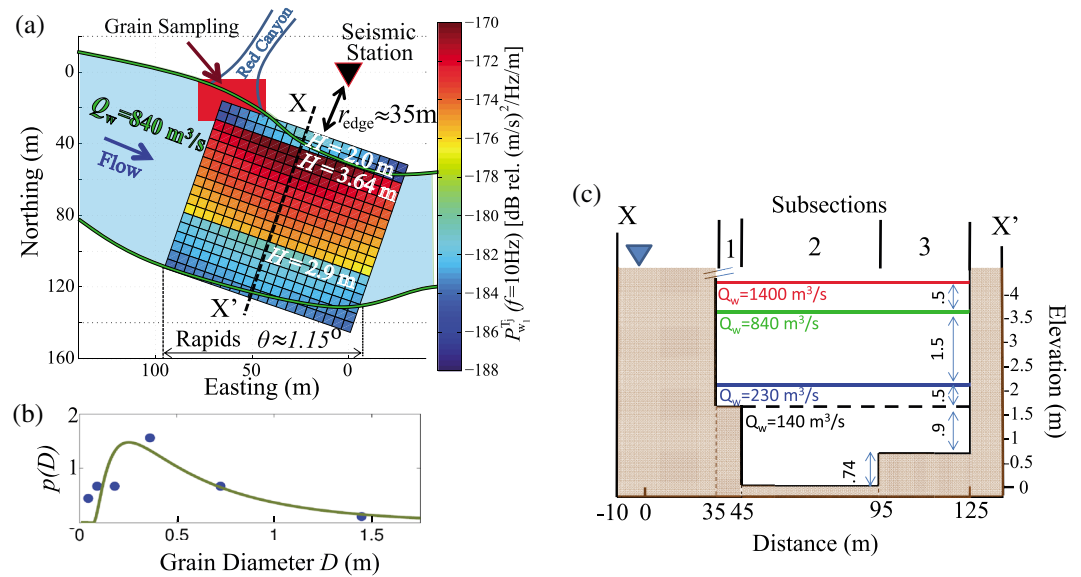 (a)
Grain Sampling
Red Canyon
Seismic
Station
X
r_edge≈35m
Q_w=840 m³/s
Flow
H = 2.0 m
H = 3.64 m
H = 2.9 m
X'
Rapids θ≈1.15°
Northing (m)
0
40
80
120
160
100 50 0
Easting (m)
−170
−172
−174
−176
−178
−180
−182
−184
−186
−188
P_{w_1}^{Tj} (f=10Hz) [dB rel. (m/s)²/Hz/m]
(b)
p(D)
2
1
0
0 0.5 1 1.5
Grain Diameter D (m)
(c)
Subsections
X X'
1 2 3
Q_w=1400 m³/s
.5
Q_w=840 m³/s
1.5
Q_w=230 m³/s
.5
Q_w=140 m³/s
.9
.74
4
3.5
3
2.5
2
1.5
1
0.5
0
Elevation (m)
-10 0 35 45 95 125
Distance (m)